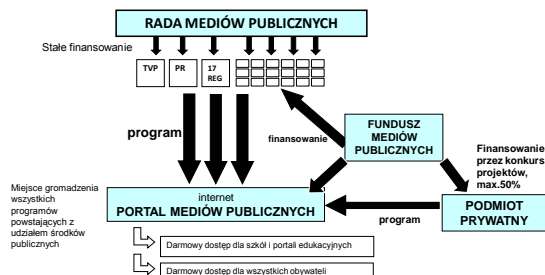 RADA MEDIÓW PUBLICZNYCH
Stałe finansowanie
TVP
PR
17
REG
program
finansowanie
FUNDUSZ
MEDIÓW
PUBLICZNYCH
Finansowanie
przez konkurs
projektów,
max.50%
Miejsce gromadzenia
wszystkich
programów
powstających z
udziałem środków
publicznych
internet
PORTAL MEDIÓW PUBLICZNYCH
program
PODMIOT
PRYWATNY
Darmowy dostęp dla szkół i portali edukacyjnych
Darmowy dostęp dla wszystkich obywateli